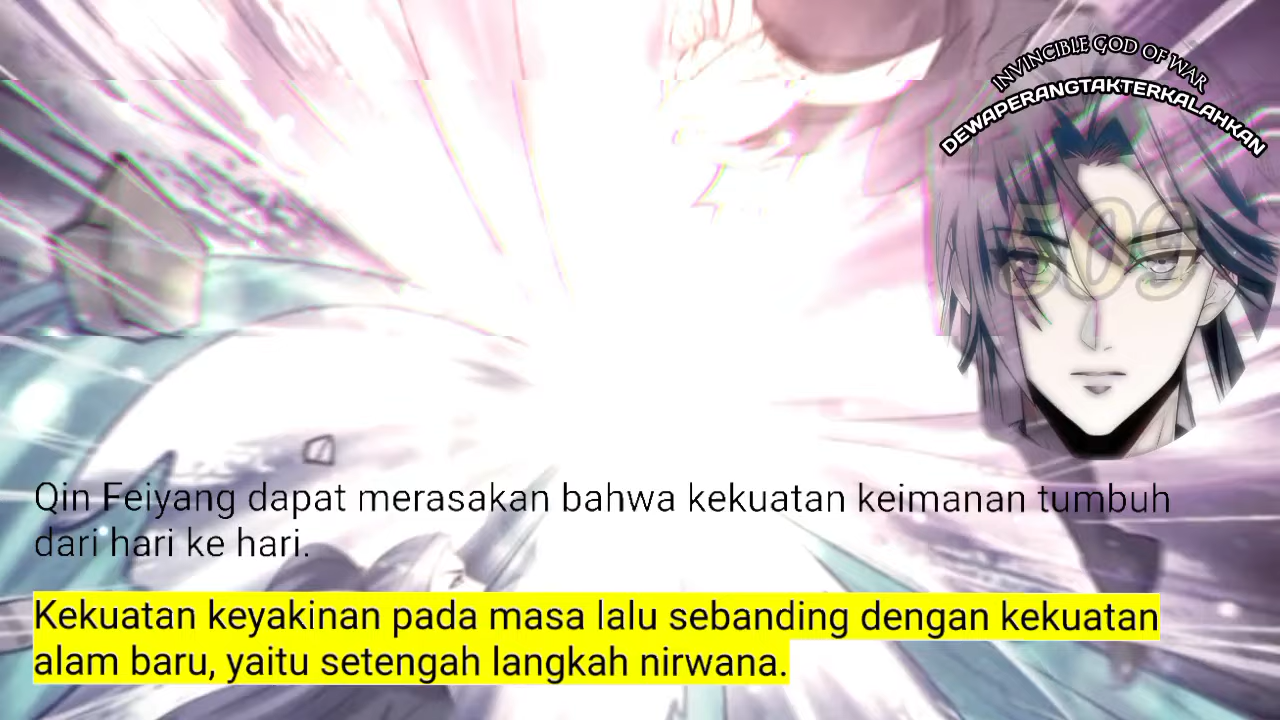 INVINCIBLE GOD OF WAR
DEWAPERANGTAKTERKALAHKAN
509
Qin Feiyang dapat merasakan bahwa kekuatan keimanan tumbuh
dari hari ke hari.
Kekuatan keyakinan pada masa lalu sebanding dengan kekuatan
alam baru, yaitu setengah langkah nirwana.